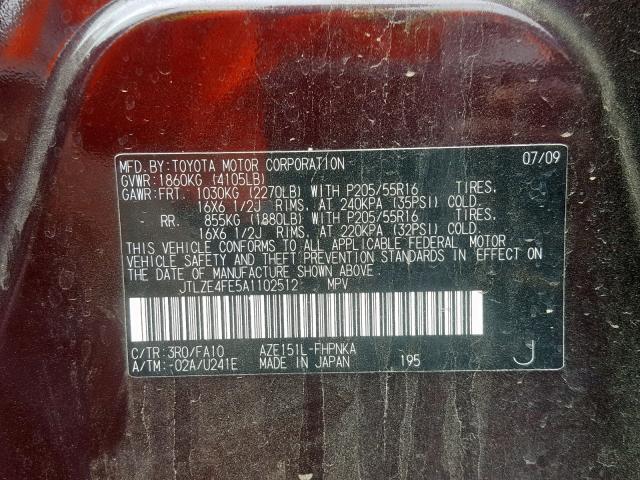 MFD. BY: TOYOTA MOTOR CORPORATION 07/09
GVWR: 1860KG (4105LB)
GAWR: FRT. 1030KG (2270LB) WITH P205/55R16 TIRES,
16X6 1/2J RIMS, AT 240KPA (35PSI) COLD.
RR. 855KG (1880LB) WITH P205/55R16 TIRES,
16X6 1/2J RIMS, AT 220KPA (32PSI) COLD.
THIS VEHICLE CONFORMS TO ALL APPLICABLE FEDERAL MOTOR
VEHICLE SAFETY AND THEFT PREVENTION STANDARDS IN EFFECT ON
THE DATE OF MANUFACTURE SHOWN ABOVE.
JTLZE4FE5A1102512 MPV
C/TR: 3R0/FA10 AZE151L-FHPNKA
A/TM: -02A/U241E MADE IN JAPAN 195 J